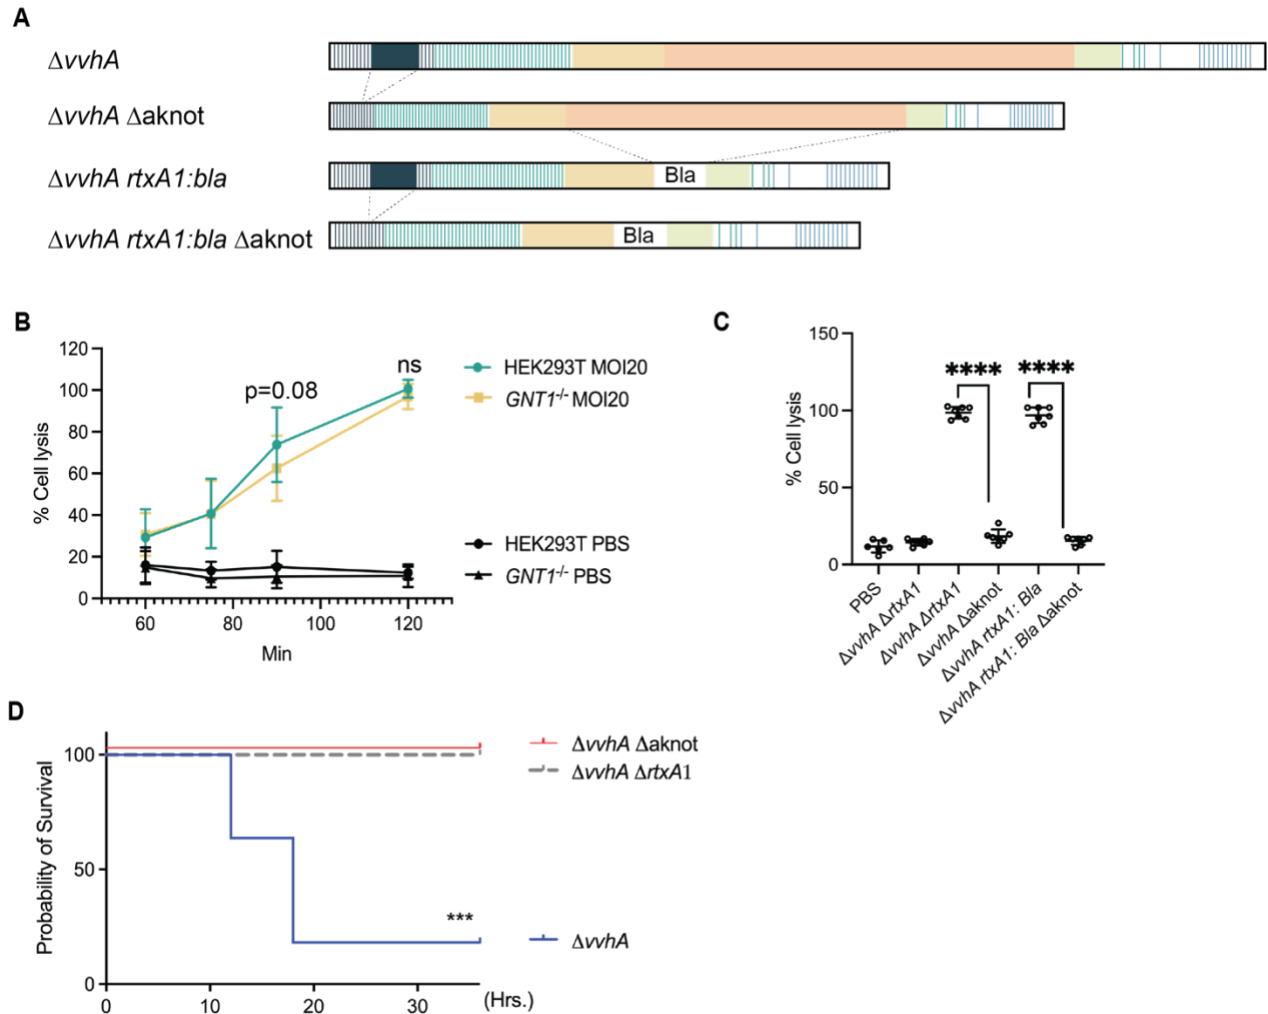 A
ΔvvhA
ΔvvhA Δaknot
ΔvvhA rtxA1:bla
Bla
ΔvvhA rtxA1:bla Δaknot
Bla
B
120
100
80
60
40
20
0
% Cell lysis
p=0.08
ns
60
80
100
120
Min
HEK293T MOI20
GNT1-/- MOI20
HEK293T PBS
GNT1-/- PBS
C
150
100
50
0
% Cell lysis
****
****
PBS
ΔvvhA ΔrtxA1
ΔvvhA ΔrtxA1
ΔvvhA Δaknot
ΔvvhA rtxA1: Bla
ΔvvhA rtxA1: Bla Δaknot
D
100
50
0
Probability of Survival
***
0
10
20
30
(Hrs.)
ΔvvhA Δaknot
ΔvvhA ΔrtxA1
ΔvvhA